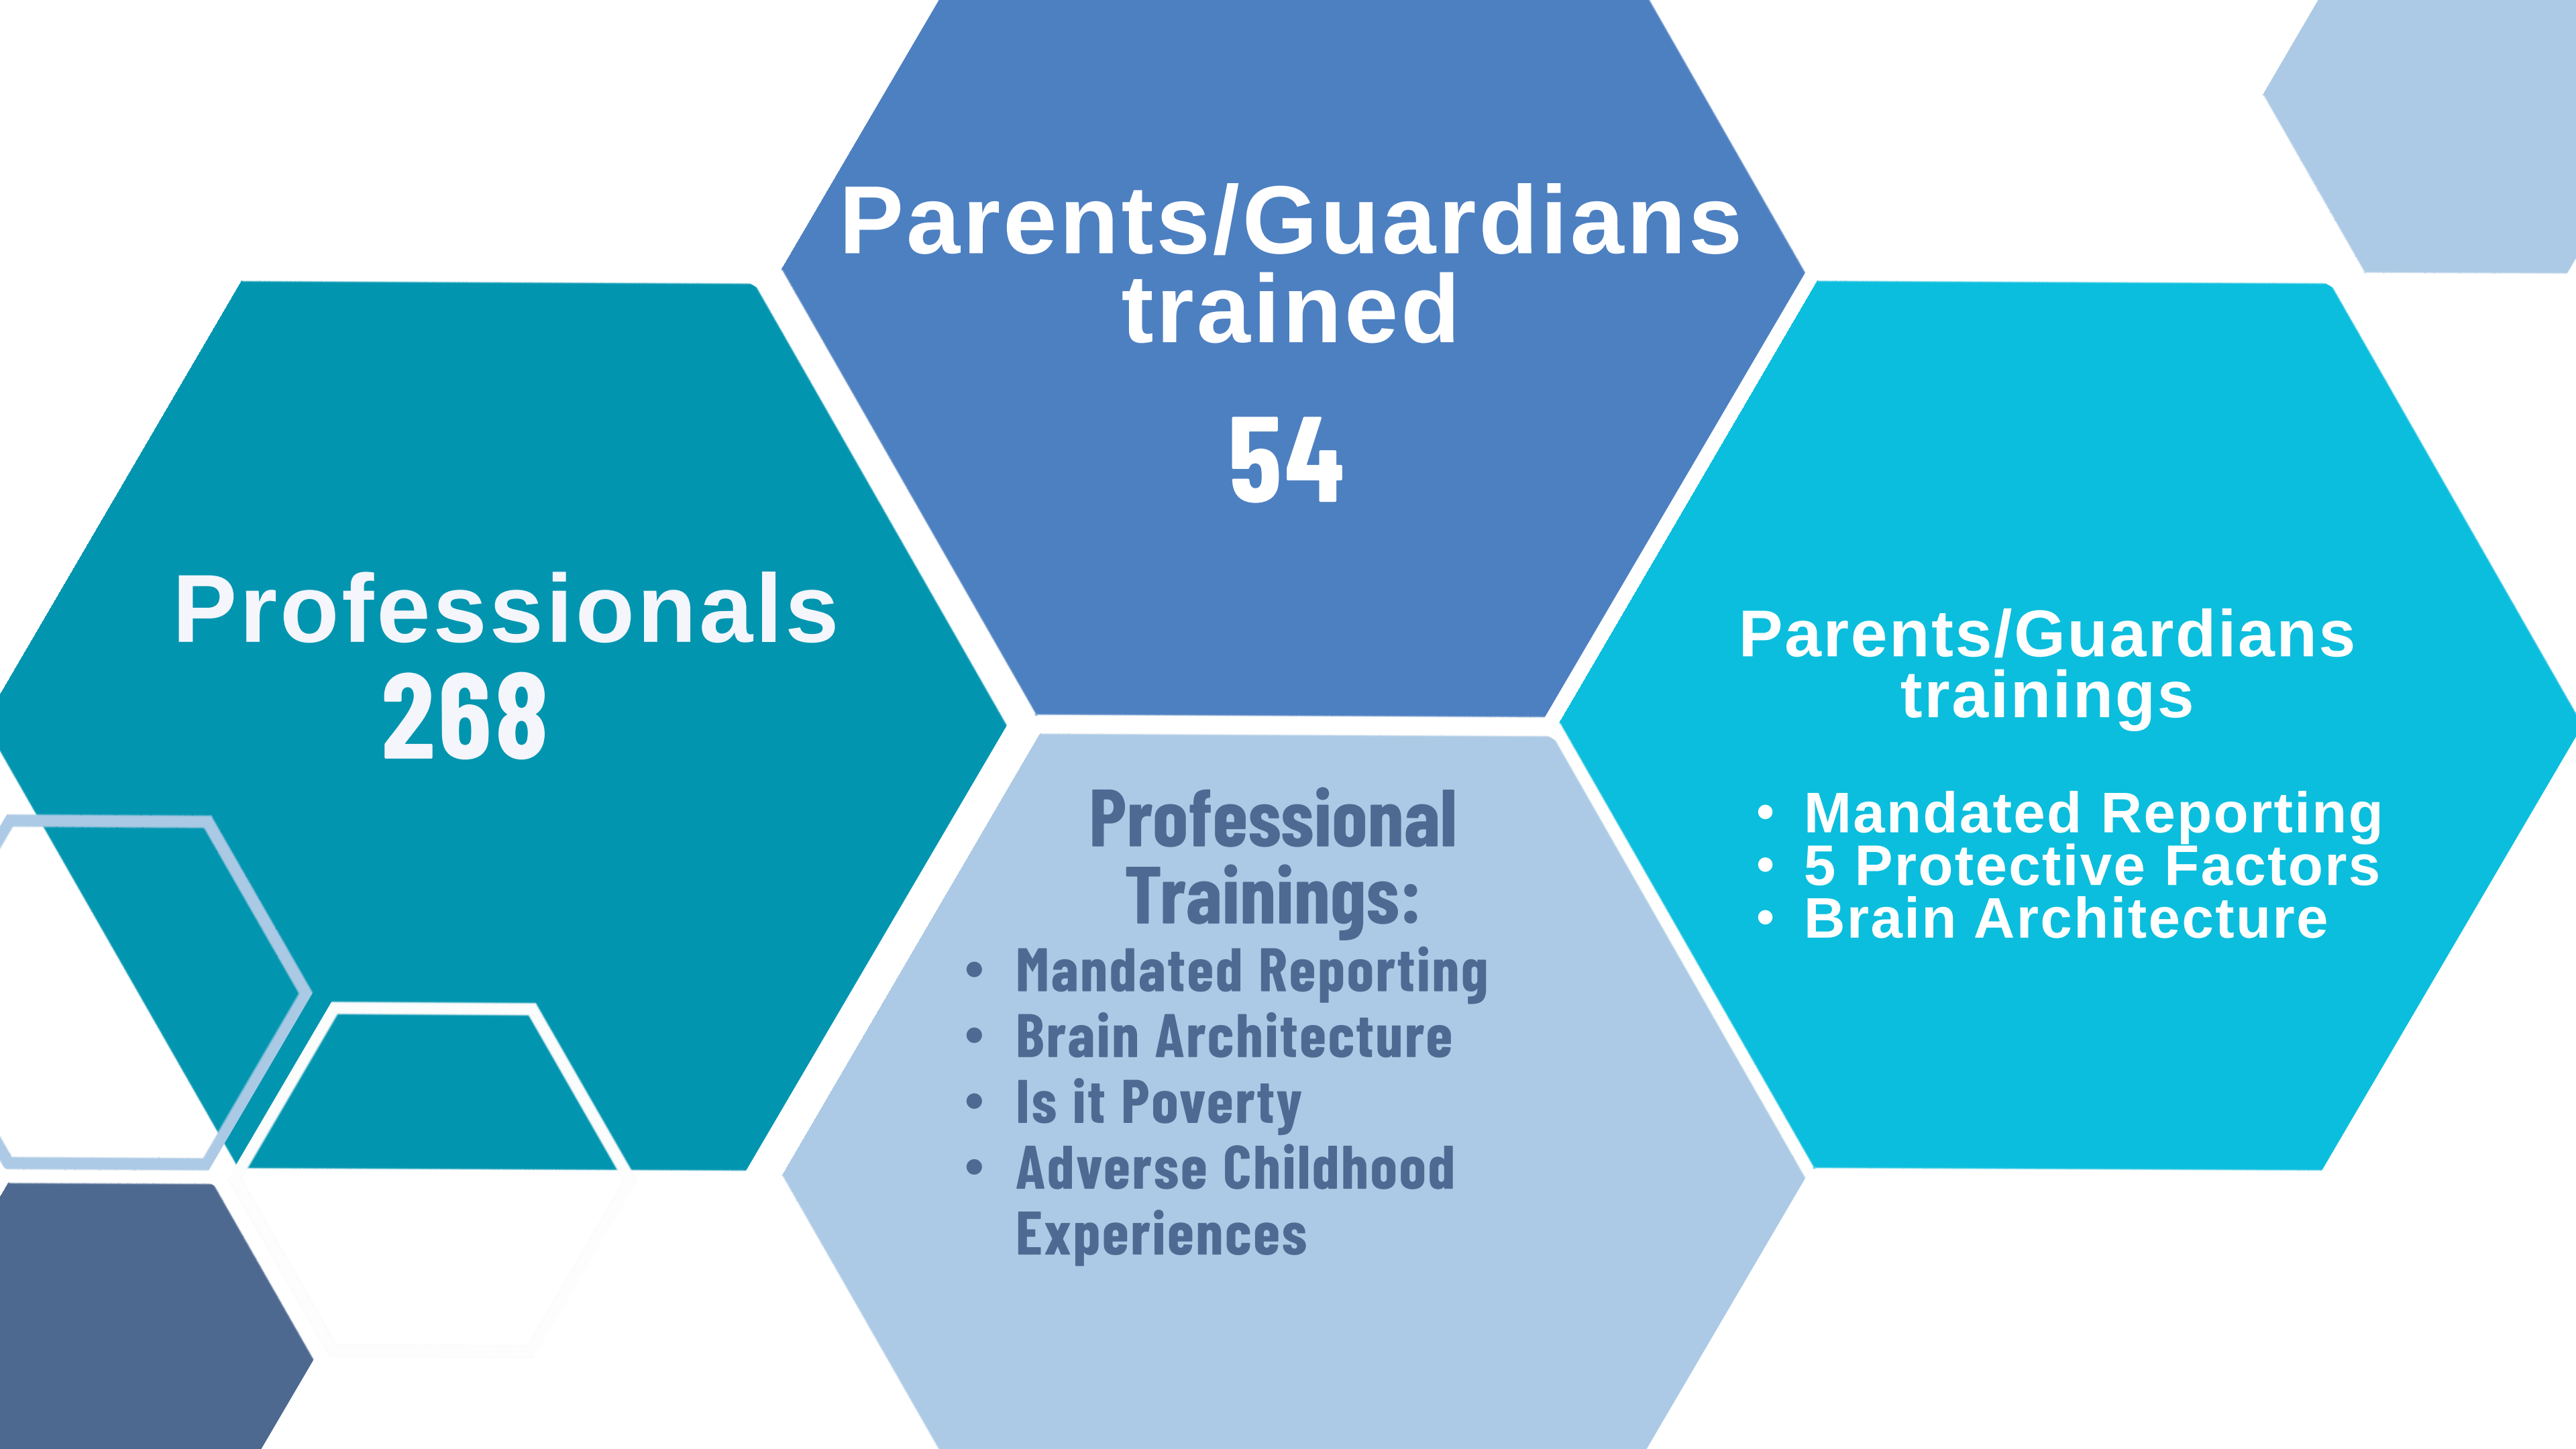 Parents/Guardians
trained
54
Professionals
268
Professional
Trainings:
• Mandated Reporting
• Brain Architecture
• Is it Poverty
• Adverse Childhood
Experiences
Parents/Guardians
trainings
• Mandated Reporting
• 5 Protective Factors
• Brain Architecture